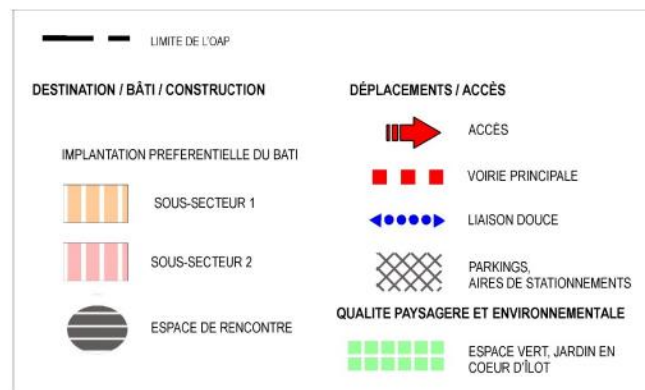 LIMITE DE L'OAP
DESTINATION / BÂTI / CONSTRUCTION
IMPLANTATION PREFERENTIELLE DU BATI
SOUS-SECTEUR 1
SOUS-SECTEUR 2
ESPACE DE RENCONTRE
DÉPLACEMENTS / ACCÈS
ACCÈS
VOIRIE PRINCIPALE
LIAISON DOUCE
PARKINGS,
AIRES DE STATIONNEMENTS
QUALITE PAYSAGERE ET ENVIRONNEMENTALE
ESPACE VERT, JARDIN EN
COEUR D'ÎLOT